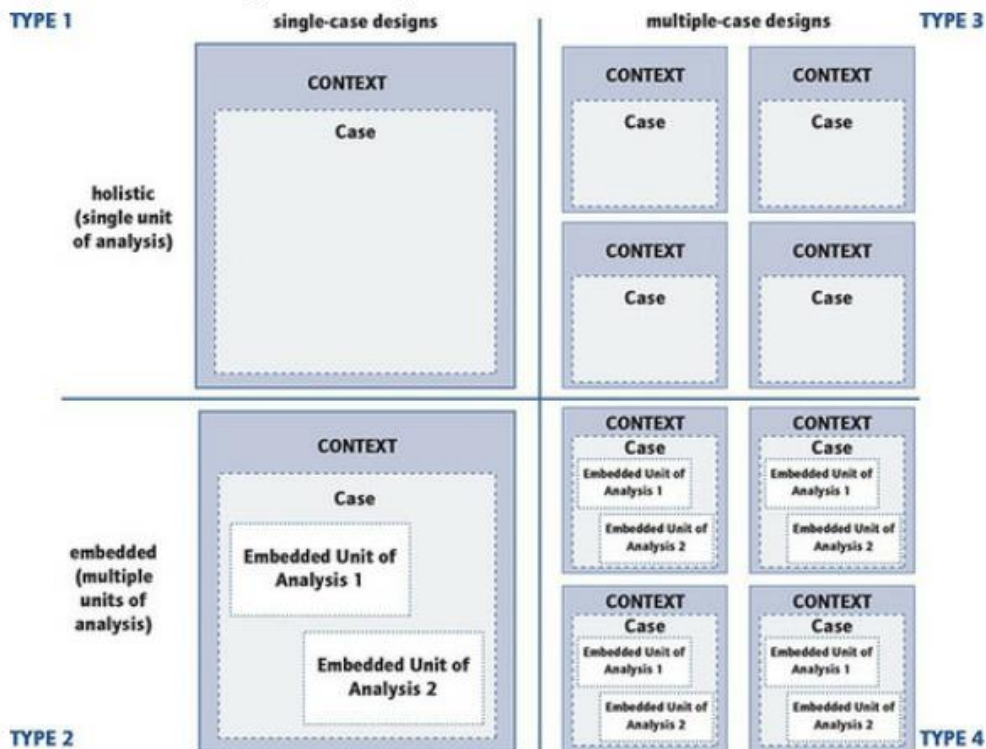 TYPE 1
single-case designs
multiple-case designs
TYPE 3
CONTEXT
Case
holistic
(single unit
of analysis)
CONTEXT
Case
CONTEXT
Case
CONTEXT
Case
CONTEXT
Case
embedded
(multiple
units of
analysis)
CONTEXT
Case
Embedded Unit of
Analysis 1
Embedded Unit of
Analysis 2
CONTEXT
Case
Embedded Unit of
Analysis 1
Embedded Unit of
Analysis 2
CONTEXT
Case
Embedded Unit of
Analysis 1
Embedded Unit of
Analysis 2
CONTEXT
Case
Embedded Unit of
Analysis 1
Embedded Unit of
Analysis 2
CONTEXT
Case
Embedded Unit of
Analysis 1
Embedded Unit of
Analysis 2
TYPE 2
TYPE 4